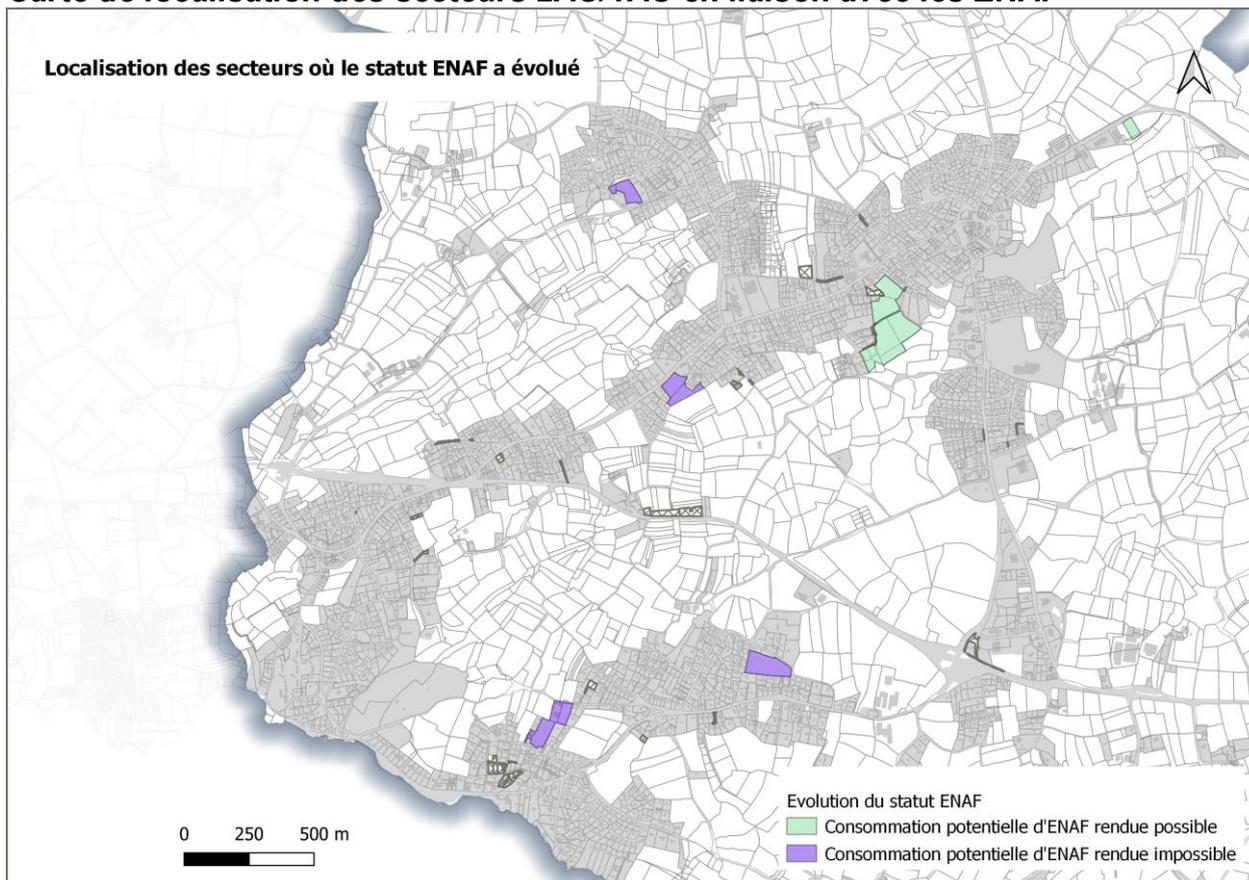 Localisation des secteurs où le statut ENAF a évolué
0 250 500 m
Evolution du statut ENAF
Consommation potentielle d'ENAF rendue possible
Consommation potentielle d'ENAF rendue impossible